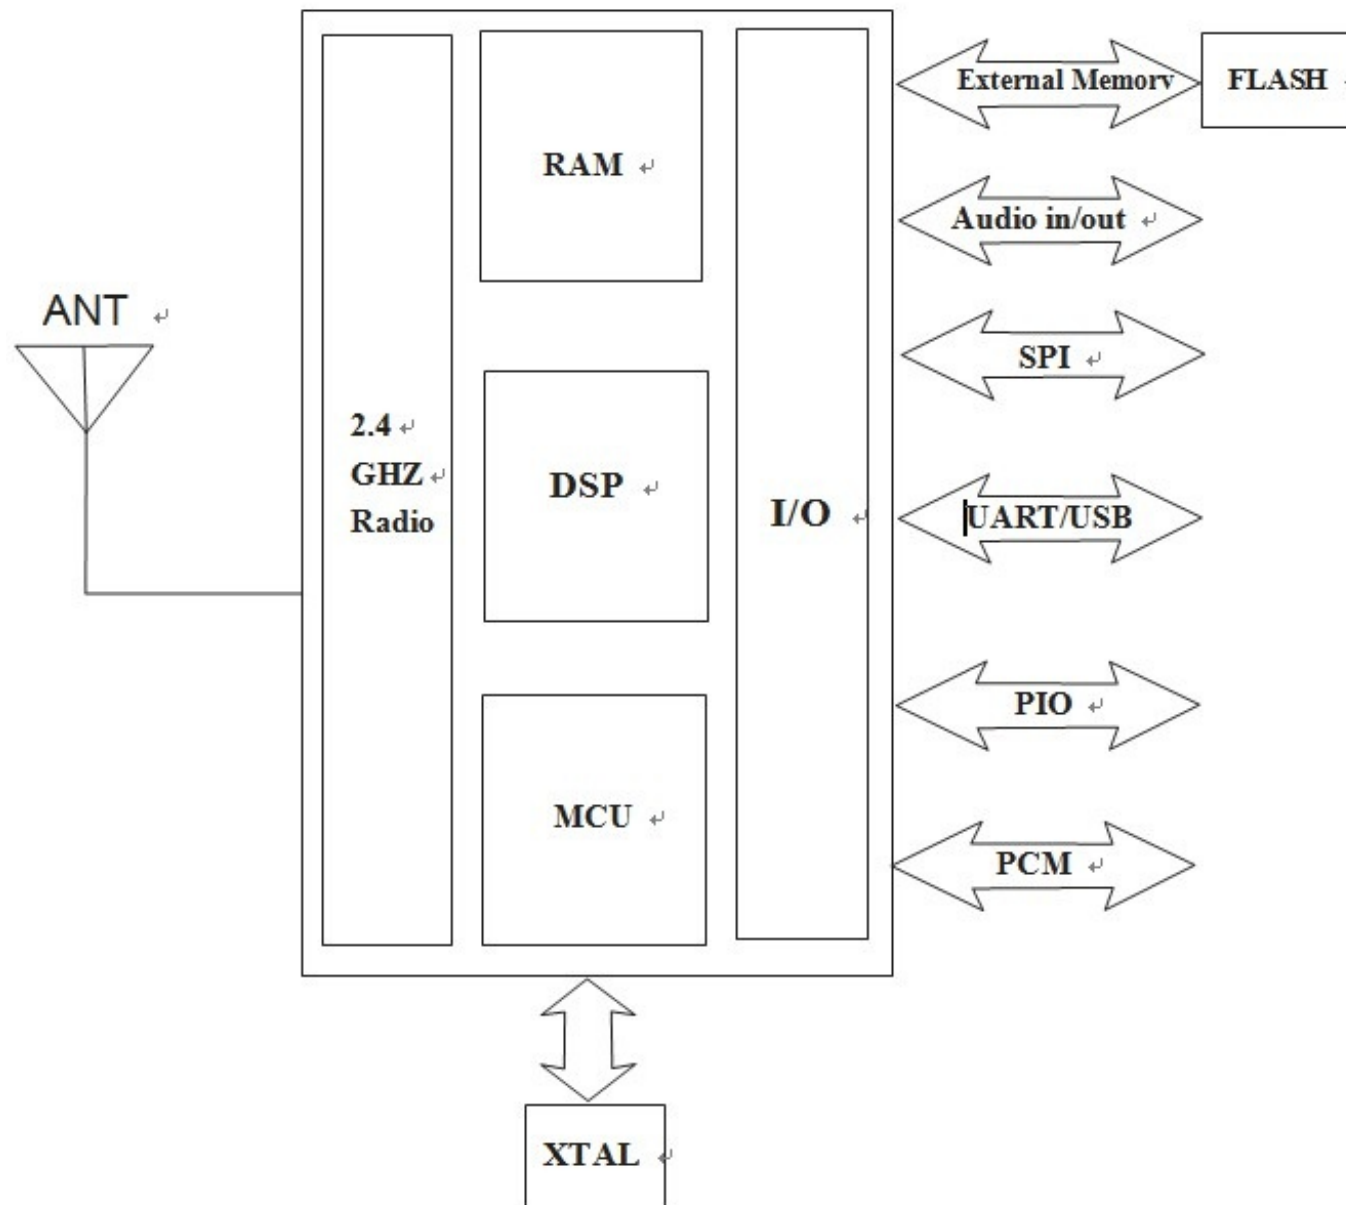 External Memory
FLASH
RAM
Audio in/out
ANT
SPI
2.4
GHZ
Radio
DSP
I/O
UART/USB
PIO
MCU
PCM
XTAL